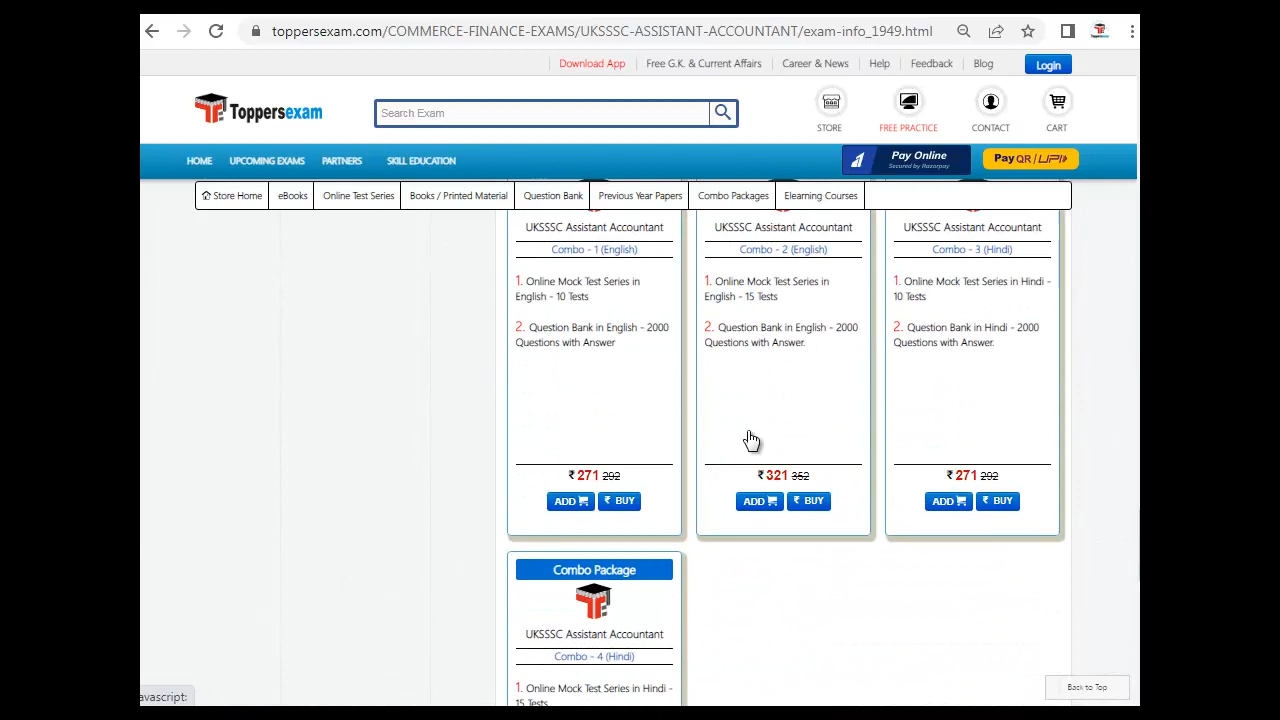 toppersexam.com/COMMERCE-FINANCE-EXAMS/UKSSSC-ASSISTANT-ACCOUNTANT/exam-info_1949.html
Download App
Free G.K. & Current Affairs
Career & News
Help
Feedback
Blog
Login
Toppersexam
Search Exam
STORE
FREE PRACTICE
CONTACT
CART
HOME
UPCOMING EXAMS
PARTNERS
SKILL EDUCATION
Pay Online
Secured by Razorpay
Pay QR / UPI
Store Home
eBooks
Online Test Series
Books / Printed Material
Question Bank
Previous Year Papers
Combo Packages
Elearning Courses
UKSSSC Assistant Accountant
Combo - 1 (English)
1. Online Mock Test Series in
English - 10 Tests
2. Question Bank in English - 2000
Questions with Answer
₹ 271 292
ADD
₹ BUY
UKSSSC Assistant Accountant
Combo - 2 (English)
1. Online Mock Test Series in
English - 15 Tests
2. Question Bank in English - 2000
Questions with Answer.
₹ 321 352
ADD
₹ BUY
UKSSSC Assistant Accountant
Combo - 3 (Hindi)
1. Online Mock Test Series in Hindi -
10 Tests
2. Question Bank in Hindi - 2000
Questions with Answer.
₹ 271 292
ADD
₹ BUY
Combo Package
UKSSSC Assistant Accountant
Combo - 4 (Hindi)
1. Online Mock Test Series in Hindi -
15 Tests
Back to Top
avascript: